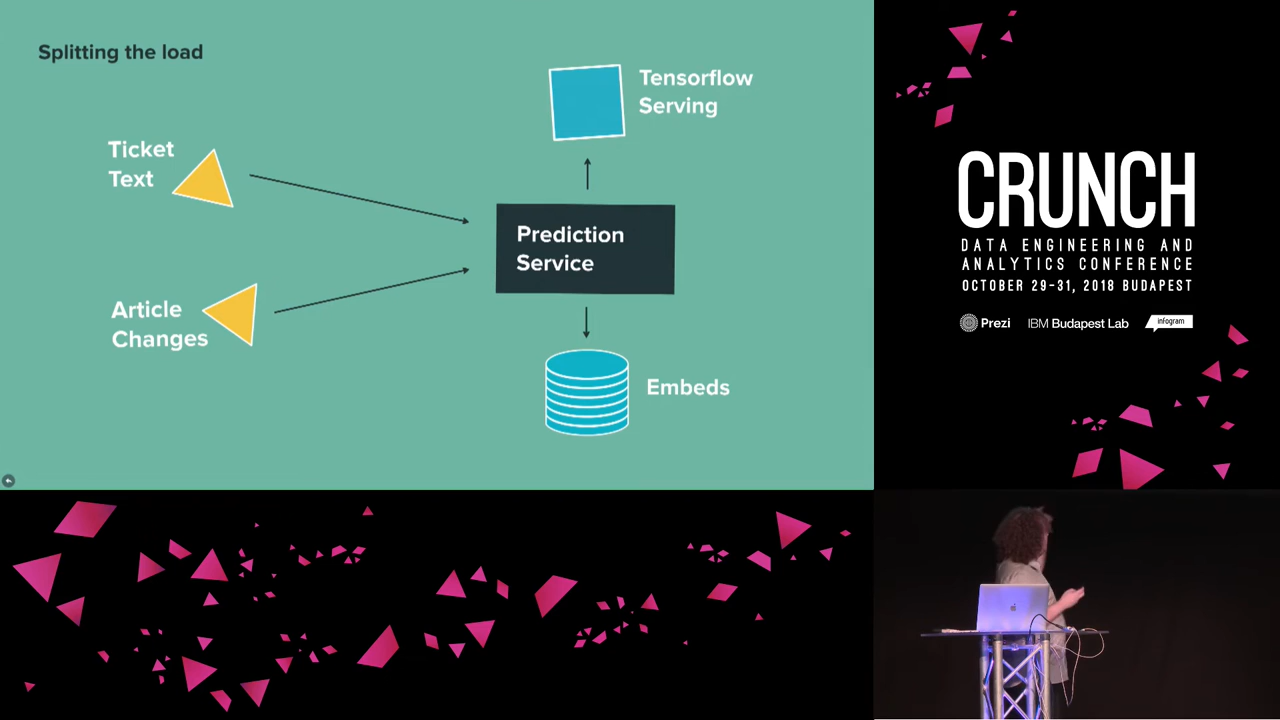 Splitting the load
Ticket
Text
Article
Changes
Tensorflow
Serving
Prediction
Service
Embeds
CRUNCH
DATA ENGINEERING AND
ANALYTICS CONFERENCE
OCTOBER 29-31, 2018 BUDAPEST
Prezi
IBM Budapest Lab
infogram